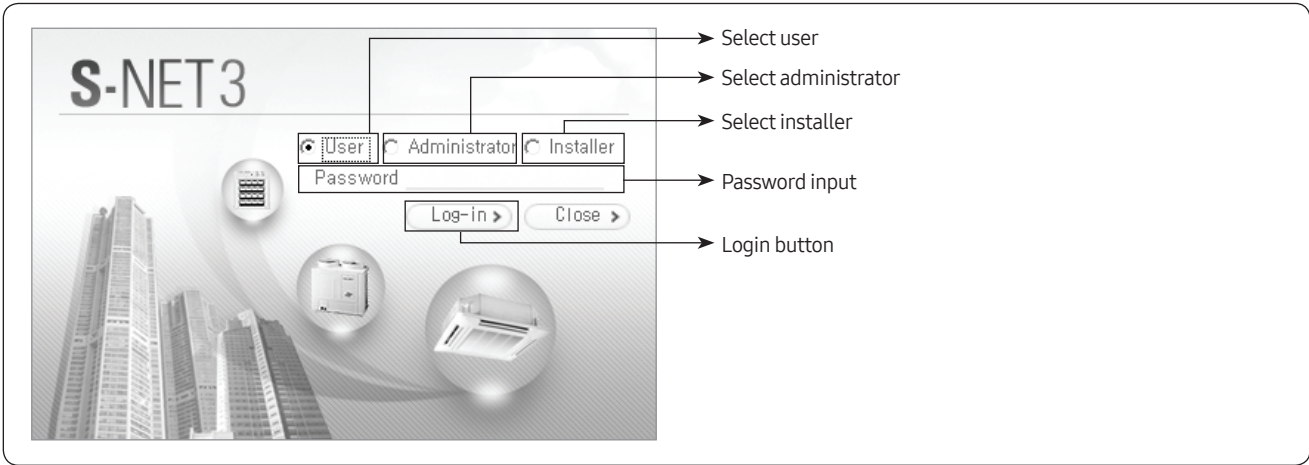 S-NET3
User Administrator Installer
Password
Log-in Close
Select user
Select administrator
Select installer
Password input
Login button